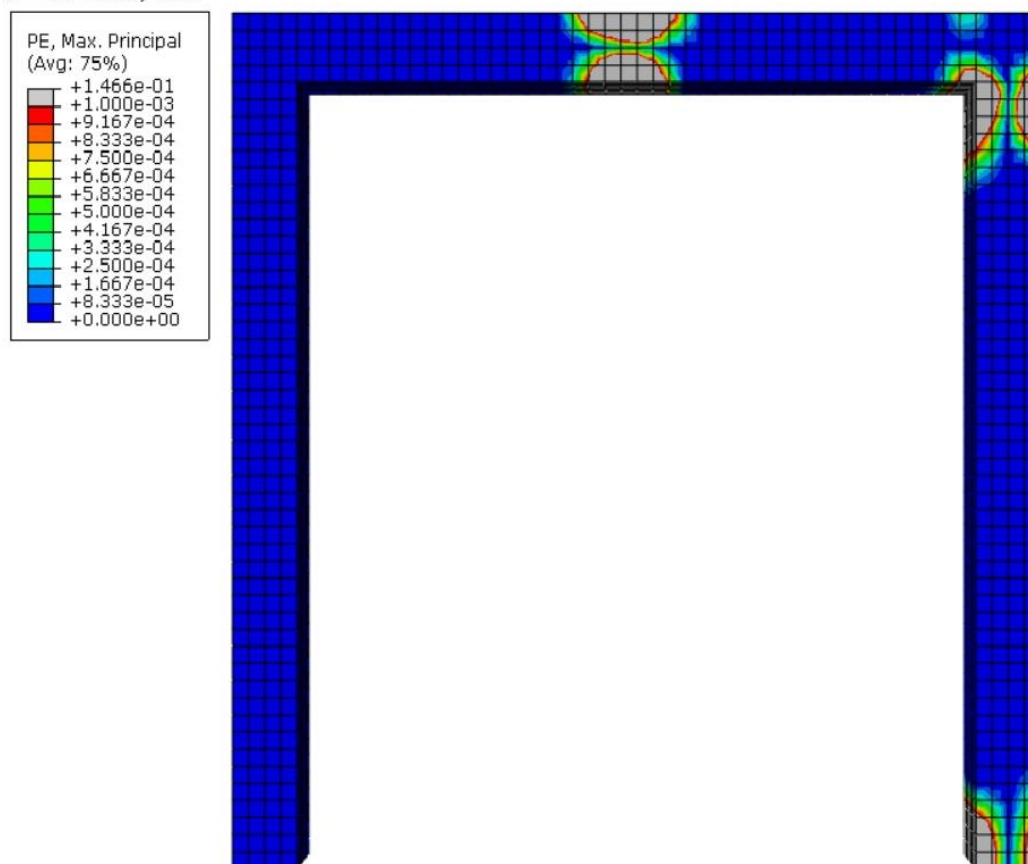 PE, Max. Principal
(Avg: 75%)
+1.466e-01
+1.000e-03
+9.167e-04
+8.333e-04
+7.500e-04
+6.667e-04
+5.833e-04
+5.000e-04
+4.167e-04
+3.333e-04
+2.500e-04
+1.667e-04
+8.333e-05
+0.000e+00